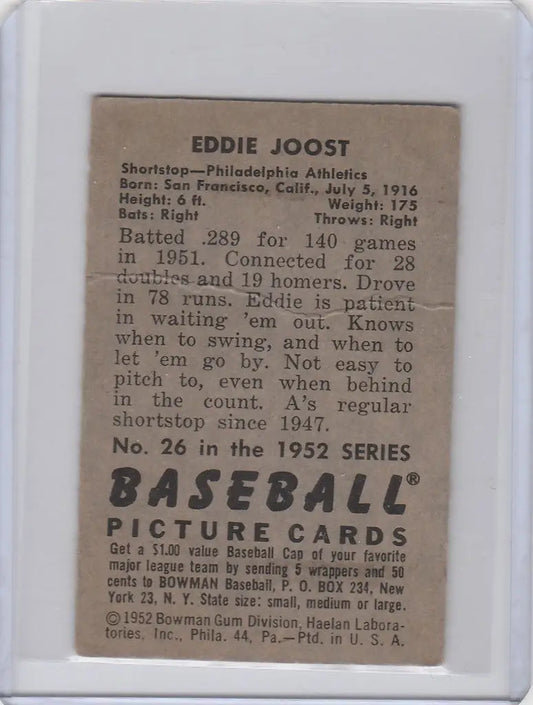 EDDIE JOOST
Shortstop—Philadelphia Athletics
Born: San Francisco, Calif., July 5, 1916
Height: 6 ft. Weight: 175
Bats: Right Throws: Right
Batted .289 for 140 games
in 1951. Connected for 28
doubles and 19 homers. Drove
in 78 runs. Eddie is patient
in waiting 'em out. Knows
when to swing, and when to
let 'em go by. Not easy to
pitch to, even when behind
in the count. A's regular
shortstop since 1947.
No. 26 in the 1952 SERIES
BASEBALL®
PICTURE CARDS
Get a $1.00 value Baseball Cap of your favorite
major league team by sending 5 wrappers and 50
cents to BOWMAN Baseball, P. O. BOX 234, New
York 23, N. Y. State size: small, medium or large.
©1952 Bowman Gum Division, Haelan Labora-
tories, Inc., Phila. 44, Pa.—Ptd. in U. S. A.